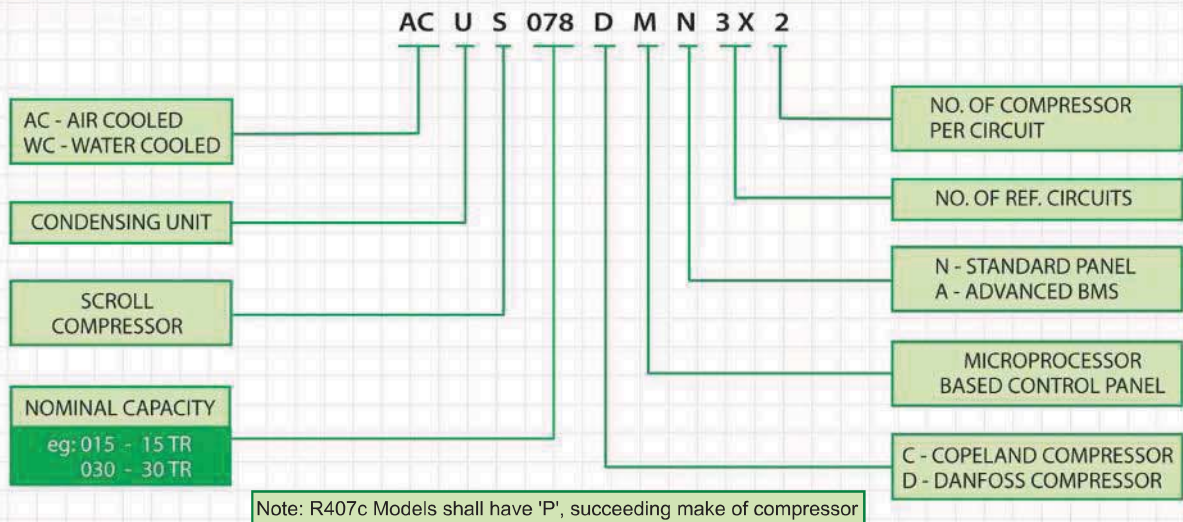 AC U S 078 D M N 3 X 2
AC - AIR COOLED
WC - WATER COOLED
CONDENSING UNIT
SCROLL
COMPRESSOR
NOMINAL CAPACITY
eg: 015 - 15 TR
030 - 30 TR
NO. OF COMPRESSOR
PER CIRCUIT
NO. OF REF. CIRCUITS
N - STANDARD PANEL
A - ADVANCED BMS
MICROPROCESSOR
BASED CONTROL PANEL
C - COPELAND COMPRESSOR
D - DANFOSS COMPRESSOR
Note: R407c Models shall have 'P', succeeding make of compressor